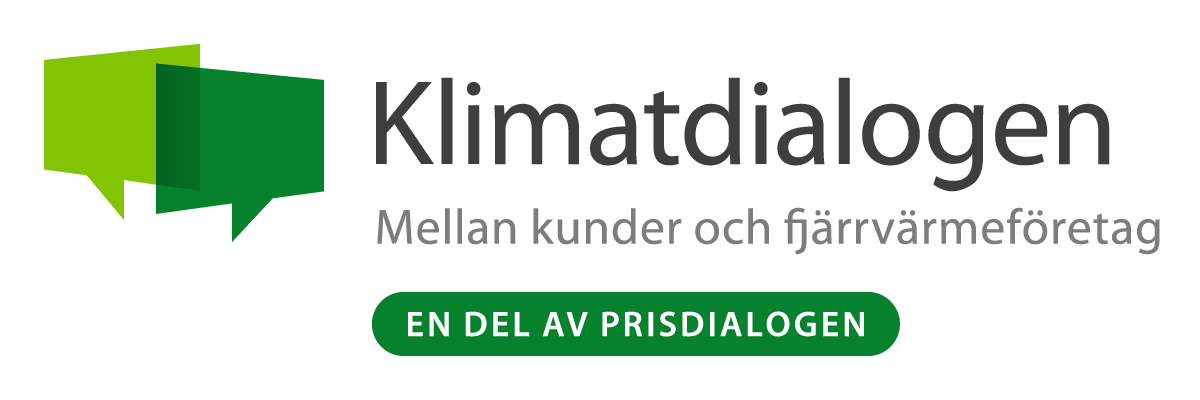 Klimatdialogen
Mellan kunder och fjärrvärmeföretag
EN DEL AV PRISDIALOGEN